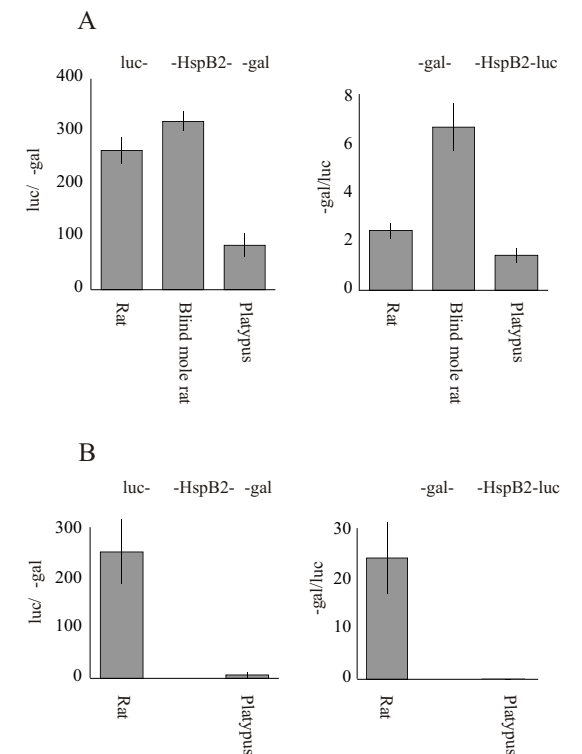 A
luc- -HspB2- -gal
400
300
200
100
0
luc/ -gal
Rat
Blind mole rat
Platypus
-gal- -HspB2-luc
8
6
4
2
0
-gal/luc
Rat
Blind mole rat
Platypus
B
luc- -HspB2- -gal
300
200
100
0
luc/ -gal
Rat
Platypus
-gal- -HspB2-luc
30
20
10
0
-gal/luc
Rat
Platypus